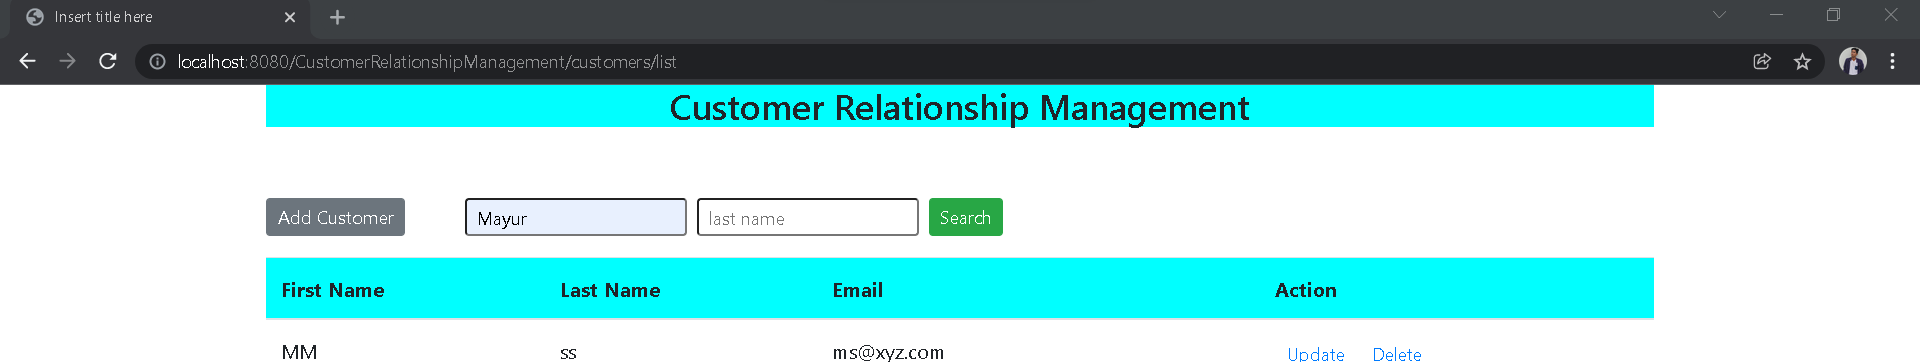 Insert title here
localhost:8080/CustomerRelationshipManagement/customers/list
Customer Relationship Management
Add Customer Mayur last name Search
First Name Last Name Email Action
MM ss ms@xyz.com Update Delete